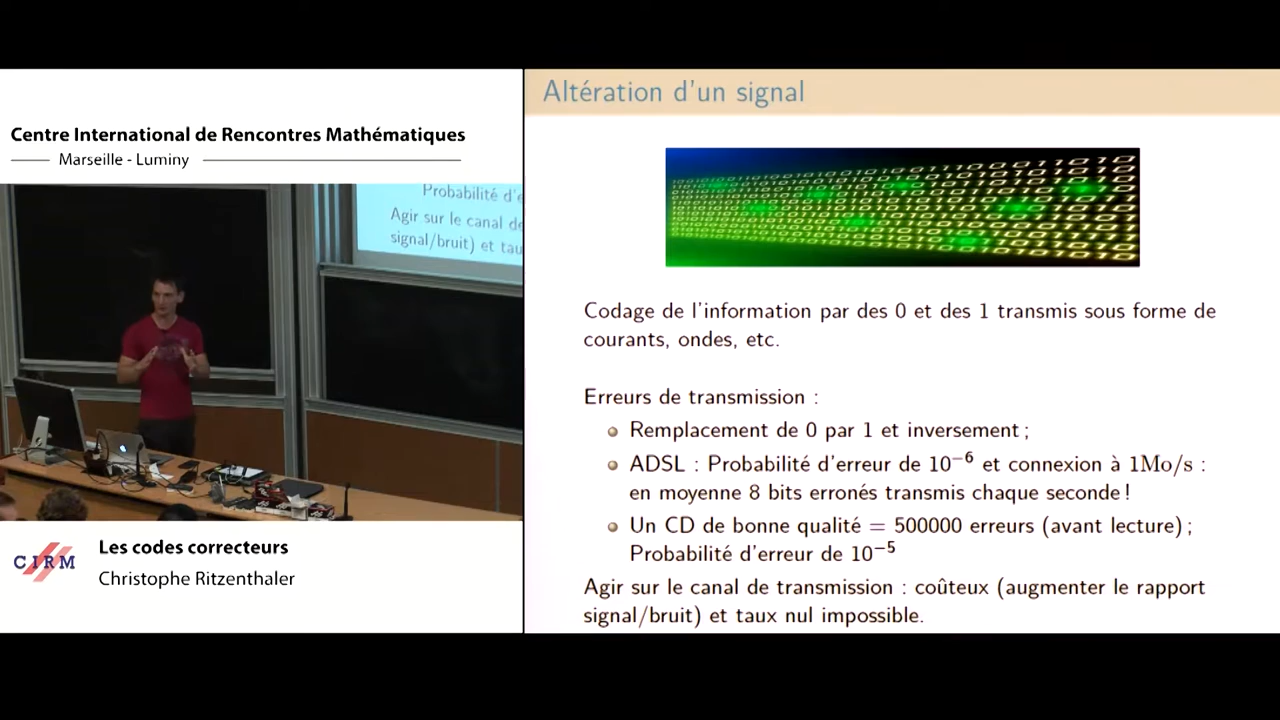 Centre International de Rencontres Mathématiques
Marseille - Luminy
Probabilité d'e
Agir sur le canal de
signal/bruit) et tau
CIRM
Les codes correcteurs
Christophe Ritzenthaler
Altération d'un signal
Codage de l'information par des 0 et des 1 transmis sous forme de
courants, ondes, etc.
Erreurs de transmission :
Remplacement de 0 par 1 et inversement ;
ADSL : Probabilité d'erreur de 10⁻⁶ et connexion à 1Mo/s :
en moyenne 8 bits erronés transmis chaque seconde !
Un CD de bonne qualité = 500000 erreurs (avant lecture) ;
Probabilité d'erreur de 10⁻⁵
Agir sur le canal de transmission : coûteux (augmenter le rapport
signal/bruit) et taux nul impossible.